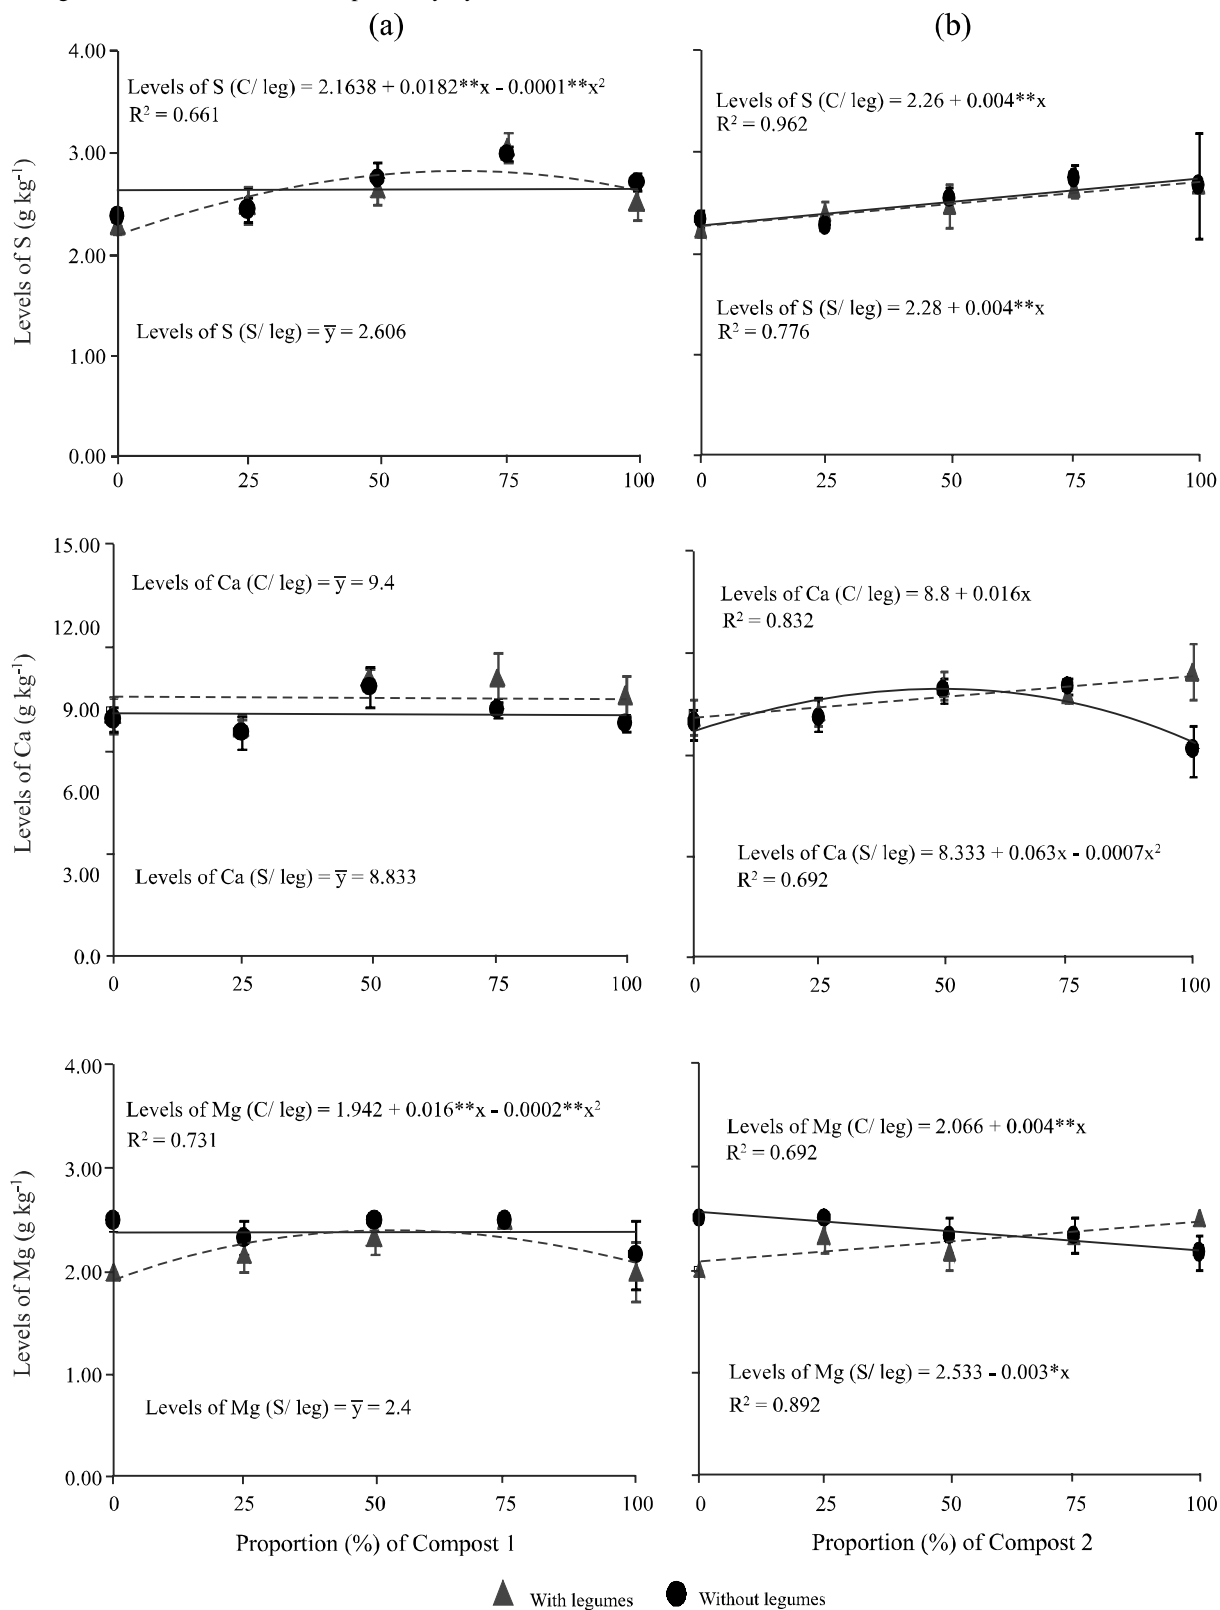 (a)
(b)
4.00
Levels of S (C/ leg) = 2.1638 + 0.0182**x - 0.0001**x²
R² = 0.661
3.00
2.00
Levels of S (S/ leg) = y̅ = 2.606
1.00
0.00
Levels of S (g kg⁻¹)
0 25 50 75 100
Levels of S (C/ leg) = 2.26 + 0.004**x
R² = 0.962
Levels of S (S/ leg) = 2.28 + 0.004**x
R² = 0.776
0 25 50 75 100
15.00
Levels of Ca (C/ leg) = y̅ = 9.4
12.00
9.00
6.00
3.00
Levels of Ca (S/ leg) = y̅ = 8.833
0.0
Levels of Ca (g kg⁻¹)
0 25 50 75 100
Levels of Ca (C/ leg) = 8.8 + 0.016x
R² = 0.832
Levels of Ca (S/ leg) = 8.333 + 0.063x - 0.0007x²
R² = 0.692
0 25 50 75 100
4.00
Levels of Mg (C/ leg) = 1.942 + 0.016**x - 0.0002**x²
R² = 0.731
3.00
2.00
1.00
Levels of Mg (S/ leg) = y̅ = 2.4
0.00
Levels of Mg (g kg⁻¹)
0 25 50 75 100
Proportion (%) of Compost 1
Levels of Mg (C/ leg) = 2.066 + 0.004**x
R² = 0.692
Levels of Mg (S/ leg) = 2.533 - 0.003*x
R² = 0.892
0 25 50 75 100
Proportion (%) of Compost 2
With legumes Without legumes